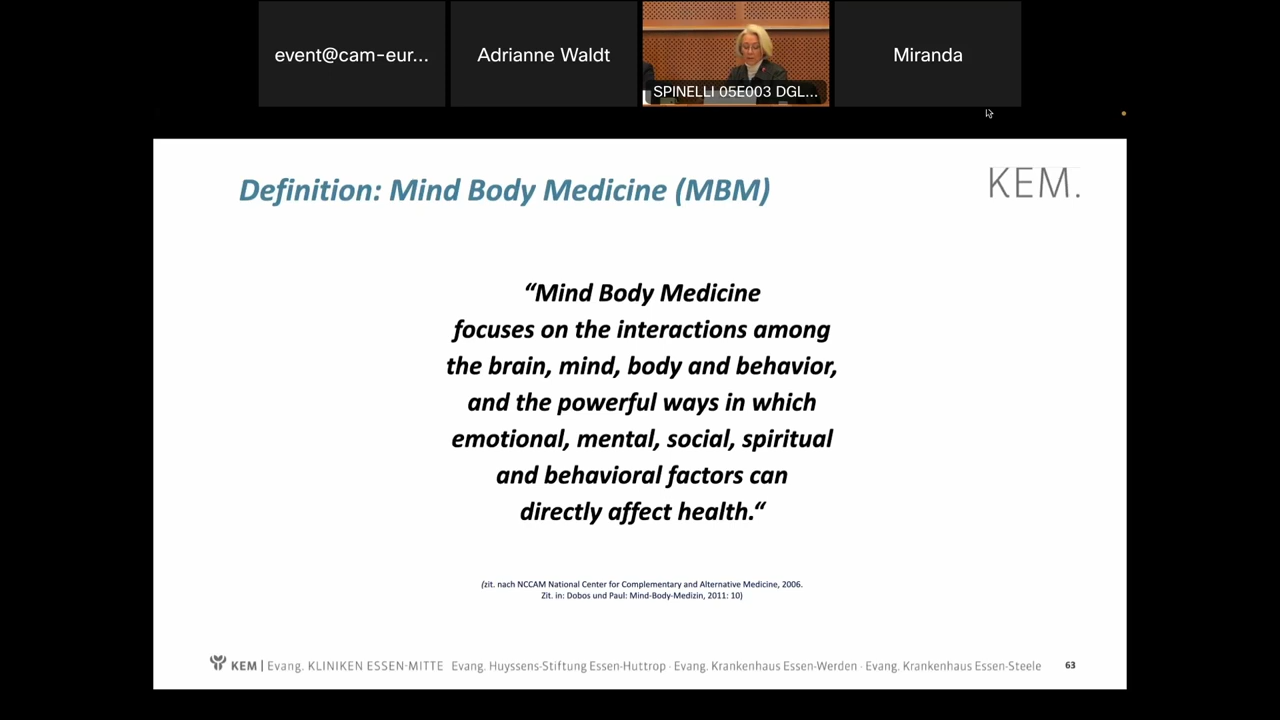 event@cam-eur...
Adrianne Waldt
SPINELLI 05E003 DGL...
Miranda
Definition: Mind Body Medicine (MBM)
KEM.
“Mind Body Medicine
focuses on the interactions among
the brain, mind, body and behavior,
and the powerful ways in which
emotional, mental, social, spiritual
and behavioral factors can
directly affect health.“
(zit. nach NCCAM National Center for Complementary and Alternative Medicine, 2006.
Zit. in: Dobos und Paul: Mind-Body-Medizin, 2011: 10)
KEM | Evang. KLINIKEN ESSEN-MITTE Evang. Huyssens-Stiftung Essen-Huttrop · Evang. Krankenhaus Essen-Werden · Evang. Krankenhaus Essen-Steele 63